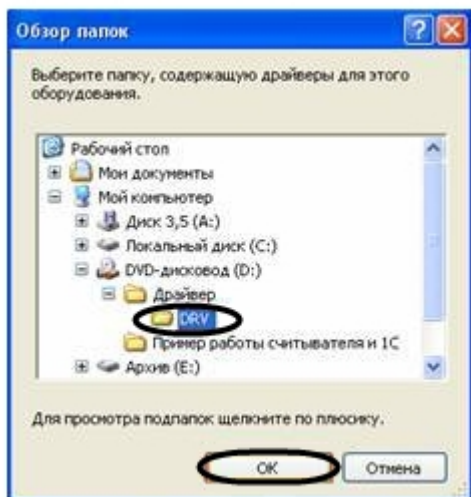 Обзор папок
Выберите папку, содержащую драйверы для этого
оборудования.
Рабочий стол
Мои документы
Мой компьютер
Диск 3,5 (A:)
Локальный диск (C:)
DVD-дисковод (D:)
Драйвер
DRV
Пример работы считывателя и 1С
Архив (E:)
Для просмотра подпапок щелкните по плюсику.
ОК Отмена